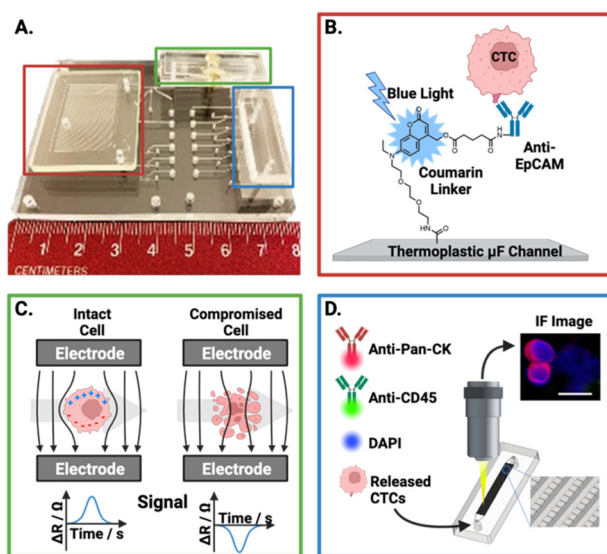 A.
1 2 3 4 5 6 7 8
CENTIMETERS
B.
CTC
Blue Light
Anti-
EpCAM
Coumarin
Linker
Thermoplastic µF Channel
C.
Intact
Cell
Compromised
Cell
Electrode
Electrode
Electrode
Electrode
Signal
ΔR / Ω
Time / s
ΔR / Ω
Time / s
D.
IF Image
Anti-Pan-CK
Anti-CD45
DAPI
Released
CTCs